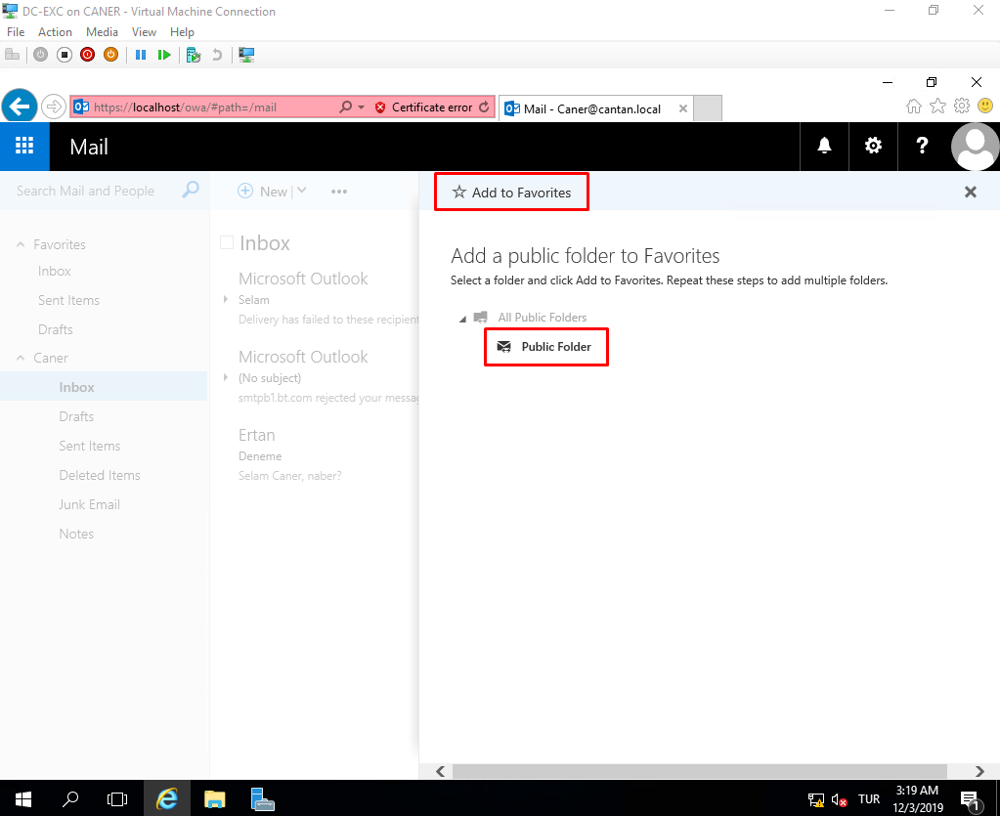 DC-EXC on CANER - Virtual Machine Connection
File Action Media View Help
https://localhost/owa/#path=/mail
Certificate error
Mail - Caner@cantan.local
Mail
?
Search Mail and People
New
Add to Favorites
Favorites
Inbox
Sent Items
Drafts
Caner
Inbox
Drafts
Sent Items
Deleted Items
Junk Email
Notes
Inbox
Microsoft Outlook
Selam
Delivery has failed to these recipient
Microsoft Outlook
(No subject)
smtpb1.bt.com rejected your messa
Ertan
Deneme
Selam Caner, naber?
Add a public folder to Favorites
Select a folder and click Add to Favorites. Repeat these steps to add multiple folders.
All Public Folders
Public Folder
TUR
3:19 AM
12/3/2019
1